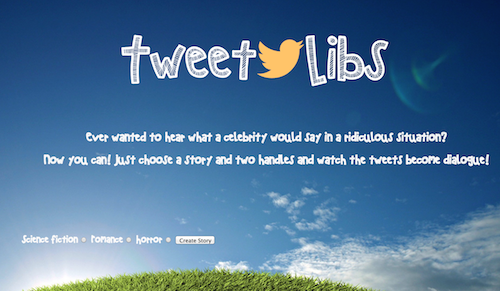 tweet Libs
Ever wanted to hear what a celebrity would say in a ridiculous situation?
Now you can! Just choose a story and two handles and watch the tweets become dialogue!
Science fiction romance horror Create Story